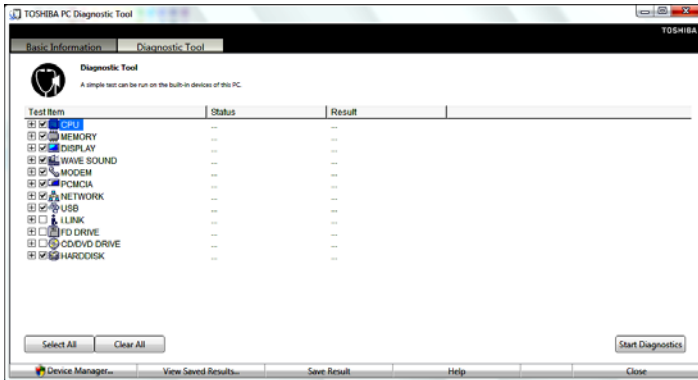 TOSHIBA PC Diagnostic Tool
TOSHIBA
Basic Information Diagnostic Tool
Diagnostic Tool
A simple test can be run on the built-in devices of this PC.
Test Item Status Result
CPU ... ...
MEMORY ... ...
DISPLAY ... ...
WAVE SOUND ... ...
MODEM ... ...
PCMCIA ... ...
NETWORK ... ...
USB ... ...
i.LINK ... ...
FD DRIVE ... ...
CD/DVD DRIVE ... ...
HARDDISK ... ...
Select All Clear All Start Diagnostics
Device Manager... View Saved Results... Save Result Help Close